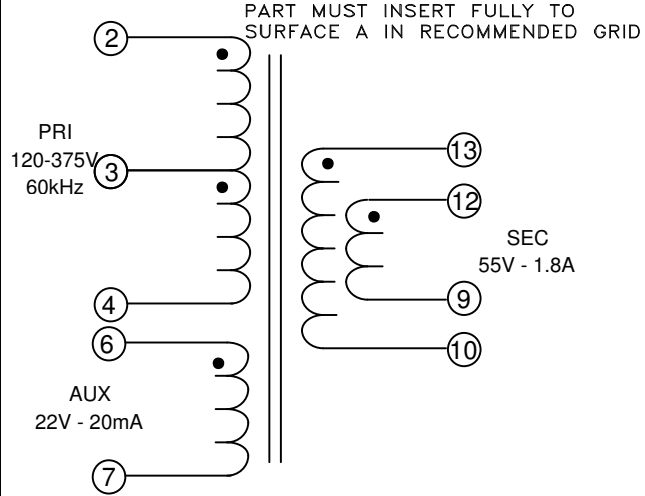 PART MUST INSERT FULLY TO
SURFACE A IN RECOMMENDED GRID
2
PRI
120-375V
60kHz
3
4
6
AUX
22V - 20mA
7
13
12
SEC
55V - 1.8A
9
10